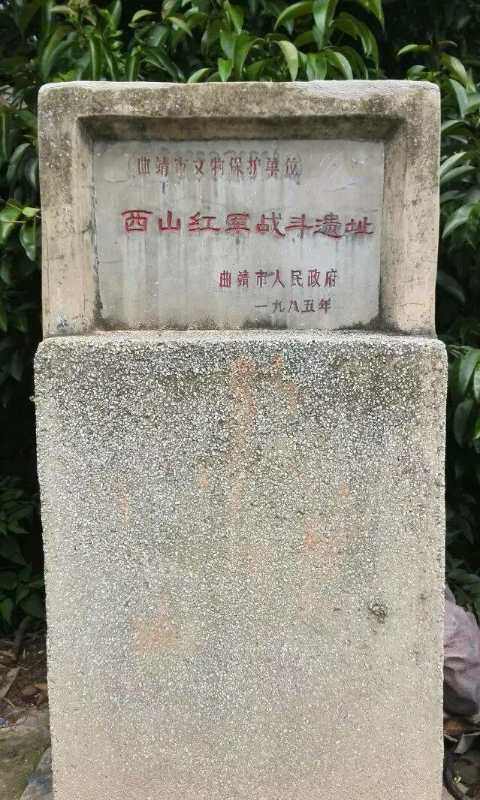 曲靖市文物保护单位
西山红军战斗遗址
曲靖市人民政府
一九八五年